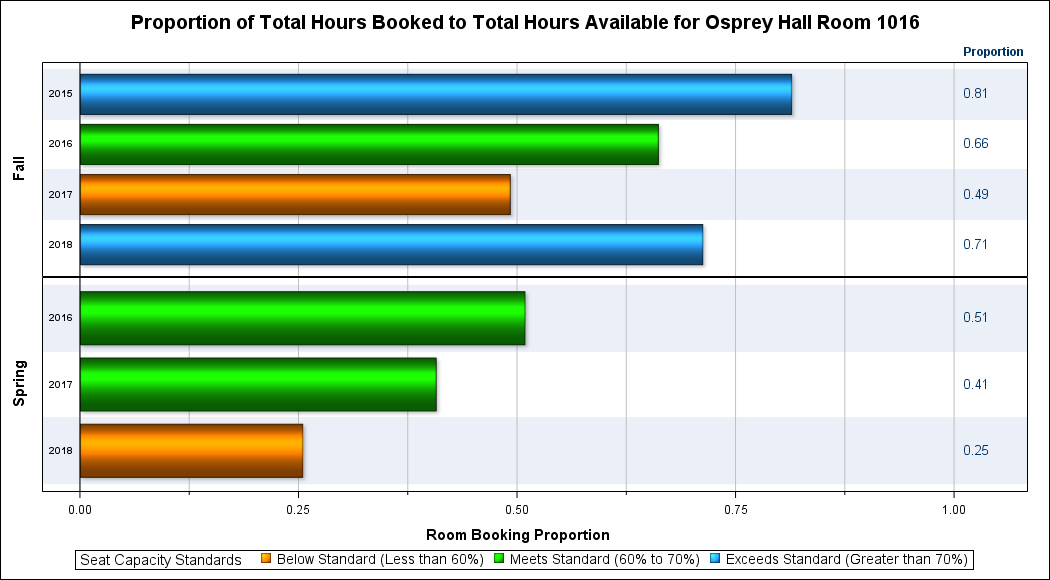 Proportion of Total Hours Booked to Total Hours Available for Osprey Hall Room 1016
Proportion
Fall
2015 0.81
2016 0.66
2017 0.49
2018 0.71
Spring
2016 0.51
2017 0.41
2018 0.25
0.00 0.25 0.50 0.75 1.00
Room Booking Proportion
Seat Capacity Standards Below Standard (Less than 60%) Meets Standard (60% to 70%) Exceeds Standard (Greater than 70%)